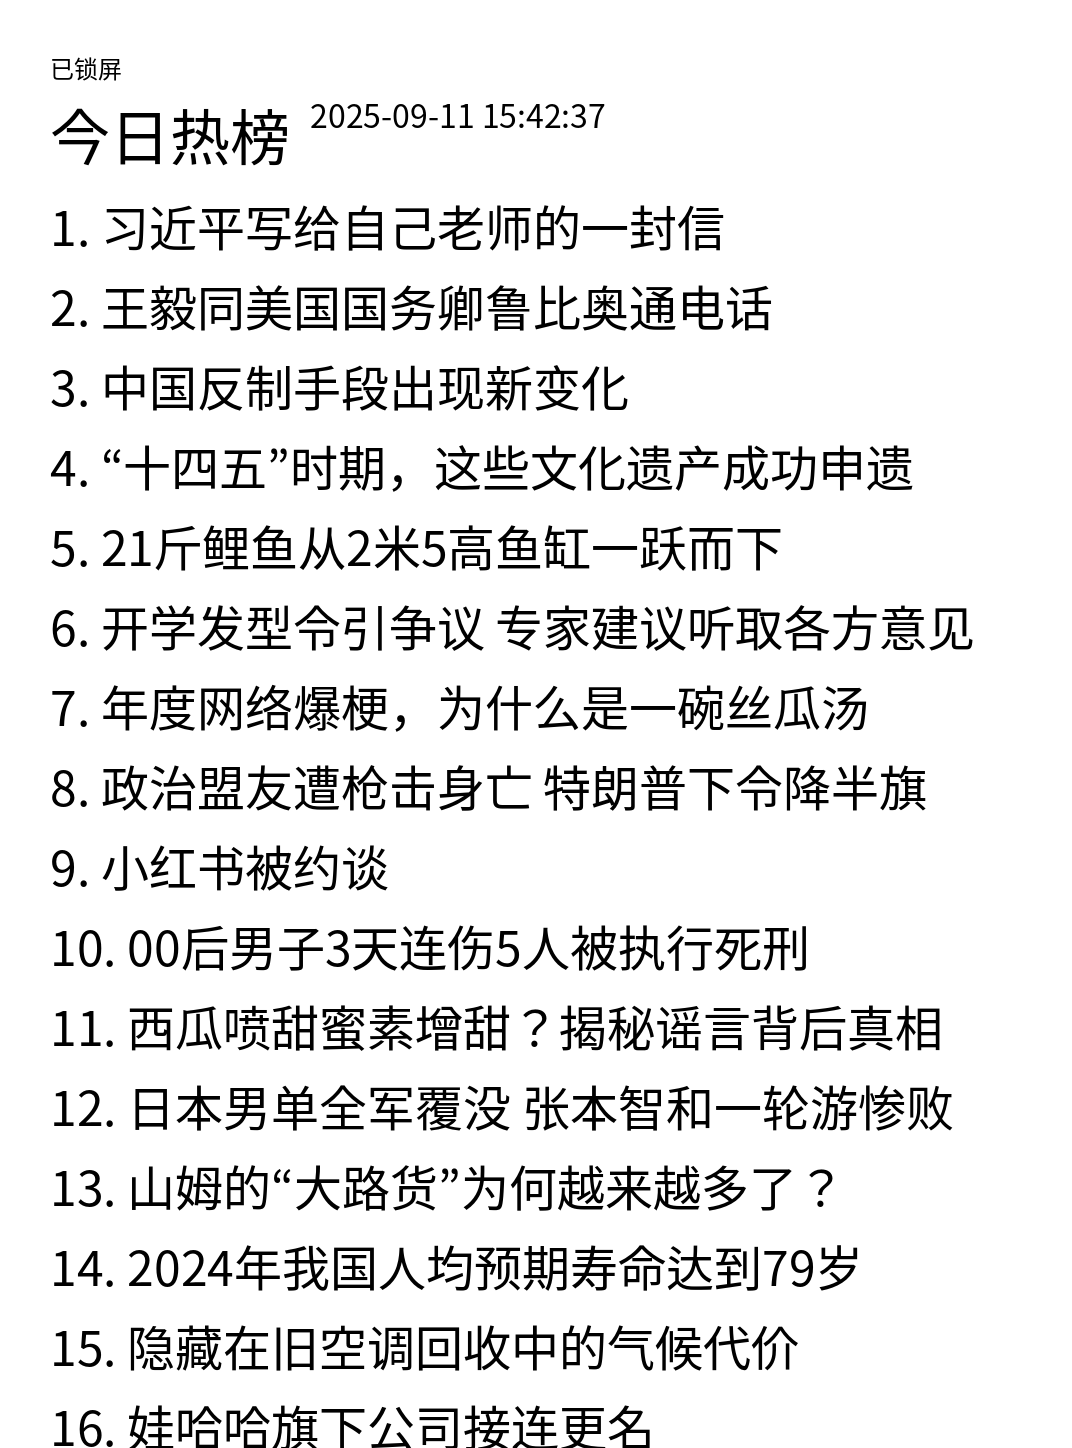 已锁屏
今日热榜 2025-09-11 15:42:37
1. 习近平写给自己老师的一封信
2. 王毅同美国国务卿鲁比奥通电话
3. 中国反制手段出现新变化
4. “十四五”时期，这些文化遗产成功申遗
5. 21斤鲤鱼从2米5高鱼缸一跃而下
6. 开学发型令引争议 专家建议听取各方意见
7. 年度网络爆梗，为什么是一碗丝瓜汤
8. 政治盟友遭枪击身亡 特朗普下令降半旗
9. 小红书被约谈
10. 00后男子3天连伤5人被执行死刑
11. 西瓜喷甜蜜素增甜？揭秘谣言背后真相
12. 日本男单全军覆没 张本智和一轮游惨败
13. 山姆的“大路货”为何越来越多了？
14. 2024年我国人均预期寿命达到79岁
15. 隐藏在旧空调回收中的气候代价
16. 娃哈哈旗下公司接连更名